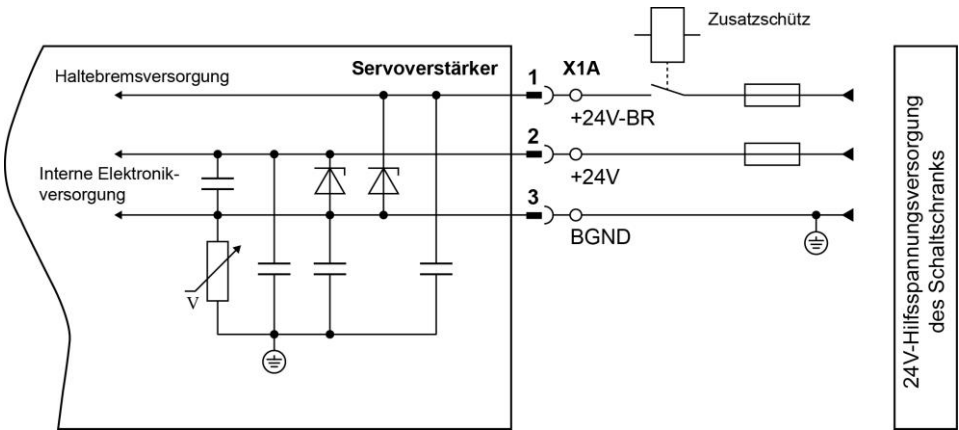 Zusatzschütz
Haltebremsversorgung
Servoverstärker
1
X1A
+24V-BR
2
+24V
Interne Elektronik-
versorgung
3
BGND
V
24V-Hilfsspannungsversorgung
des Schaltschranks